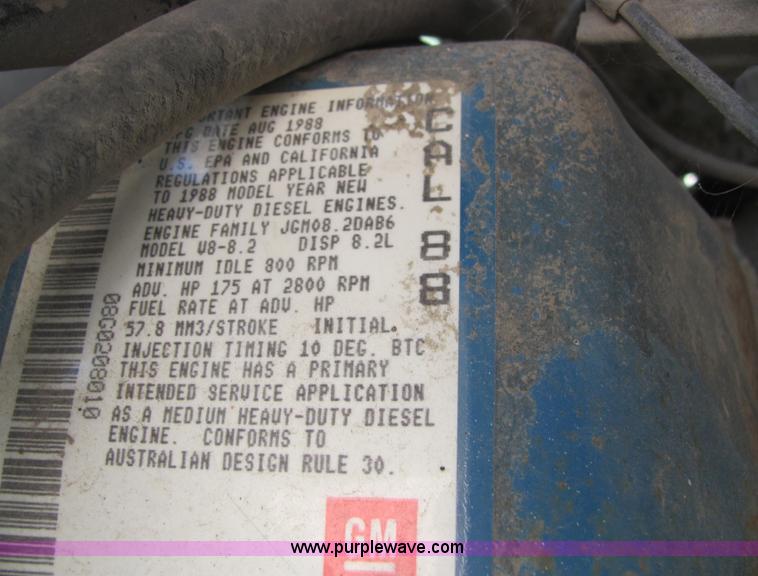 IMPORTANT ENGINE INFORMATION
MFG DATE AUG 1988
THIS ENGINE CONFORMS TO
U.S. EPA AND CALIFORNIA
REGULATIONS APPLICABLE
TO 1988 MODEL YEAR NEW
HEAVY-DUTY DIESEL ENGINES.
ENGINE FAMILY JGM08.2DAB6
MODEL V8-8.2 DISP 8.2L
MINIMUM IDLE 800 RPM
ADV. HP 175 AT 2800 RPM
FUEL RATE AT ADV. HP
57.8 MM3/STROKE INITIAL
INJECTION TIMING 10 DEG. BTC
THIS ENGINE HAS A PRIMARY
INTENDED SERVICE APPLICATION
AS A MEDIUM HEAVY-DUTY DIESEL
ENGINE. CONFORMS TO
AUSTRALIAN DESIGN RULE 30.
CAL 88
08G0208010
GM
www.purplewave.com